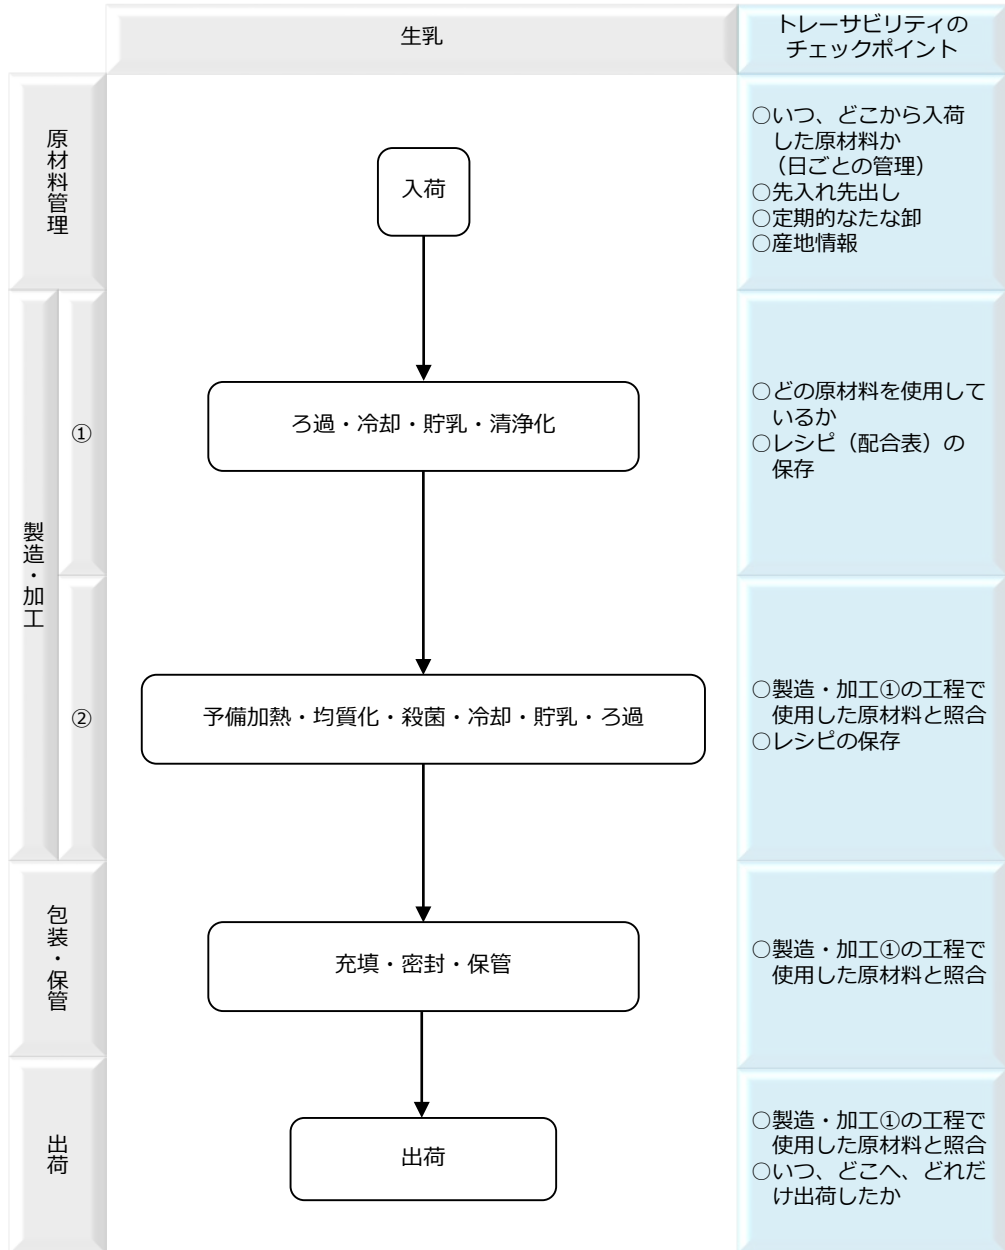 生乳
トレーサビリティの
チェックポイント
原材料管理
入荷
○いつ、どこから入荷
した原材料か
（日ごとの管理）
○先入れ先出し
○定期的なたな卸
○産地情報
製造・加工
①
ろ過・冷却・貯乳・清浄化
○どの原材料を使用して
いるか
○レシピ（配合表）の
保存
②
予備加熱・均質化・殺菌・冷却・貯乳・ろ過
○製造・加工①の工程で
使用した原材料と照合
○レシピの保存
包装・保管
充填・密封・保管
○製造・加工①の工程で
使用した原材料と照合
出荷
出荷
○製造・加工①の工程で
使用した原材料と照合
○いつ、どこへ、どれだ
け出荷したか